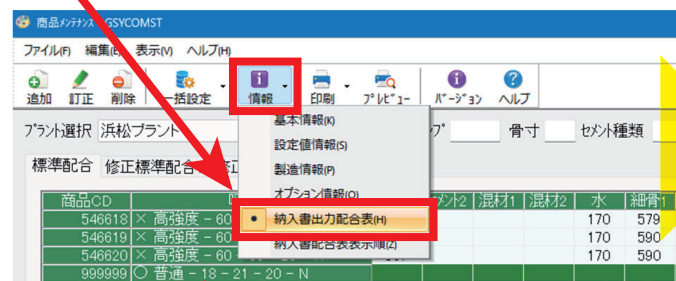 商品ﾒﾝﾃﾅﾝｽ GSYCOMST
ファイル(F) 編集(E) 表示(V) ヘルプ(H)
追加 訂正 削除 一括設定 情報 印刷 ﾌﾟﾚﾋﾞｭｰ ﾊﾞｰｼﾞｮﾝ ヘルプ
ﾌﾟﾗﾝﾄ選択 浜松プラント ﾌﾟ 骨寸 ｾﾒﾝﾄ種類
基本情報(K)
設定値情報(S)
製造情報(P)
オプション情報(O)
● 納入書出力配合表(H)
納入書配合表表示順(Z)
標準配合 修正標準配合 修正
商品CD ﾒﾝﾄ2 混材1 混材2 水 細骨1
546618 × 高強度 - 60 170 579
546619 × 高強度 - 60 170 590
546620 × 高強度 - 60 170 590
999999 ○ 普通 - 18 - 21 - 20 - N